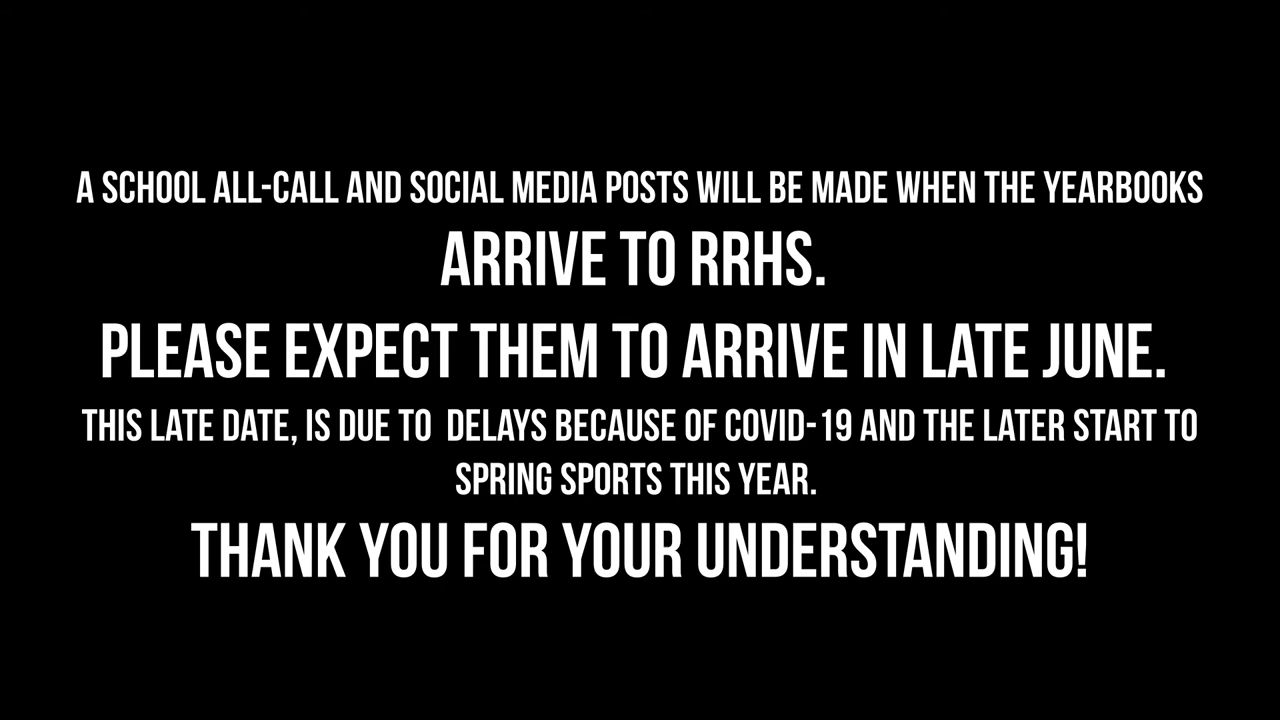 A SCHOOL ALL-CALL AND SOCIAL MEDIA POSTS WILL BE MADE WHEN THE YEARBOOKS
ARRIVE TO RRHS.
PLEASE EXPECT THEM TO ARRIVE IN LATE JUNE.
THIS LATE DATE, IS DUE TO  DELAYS BECAUSE OF COVID-19 AND THE LATER START TO
SPRING SPORTS THIS YEAR.
THANK YOU FOR YOUR UNDERSTANDING!